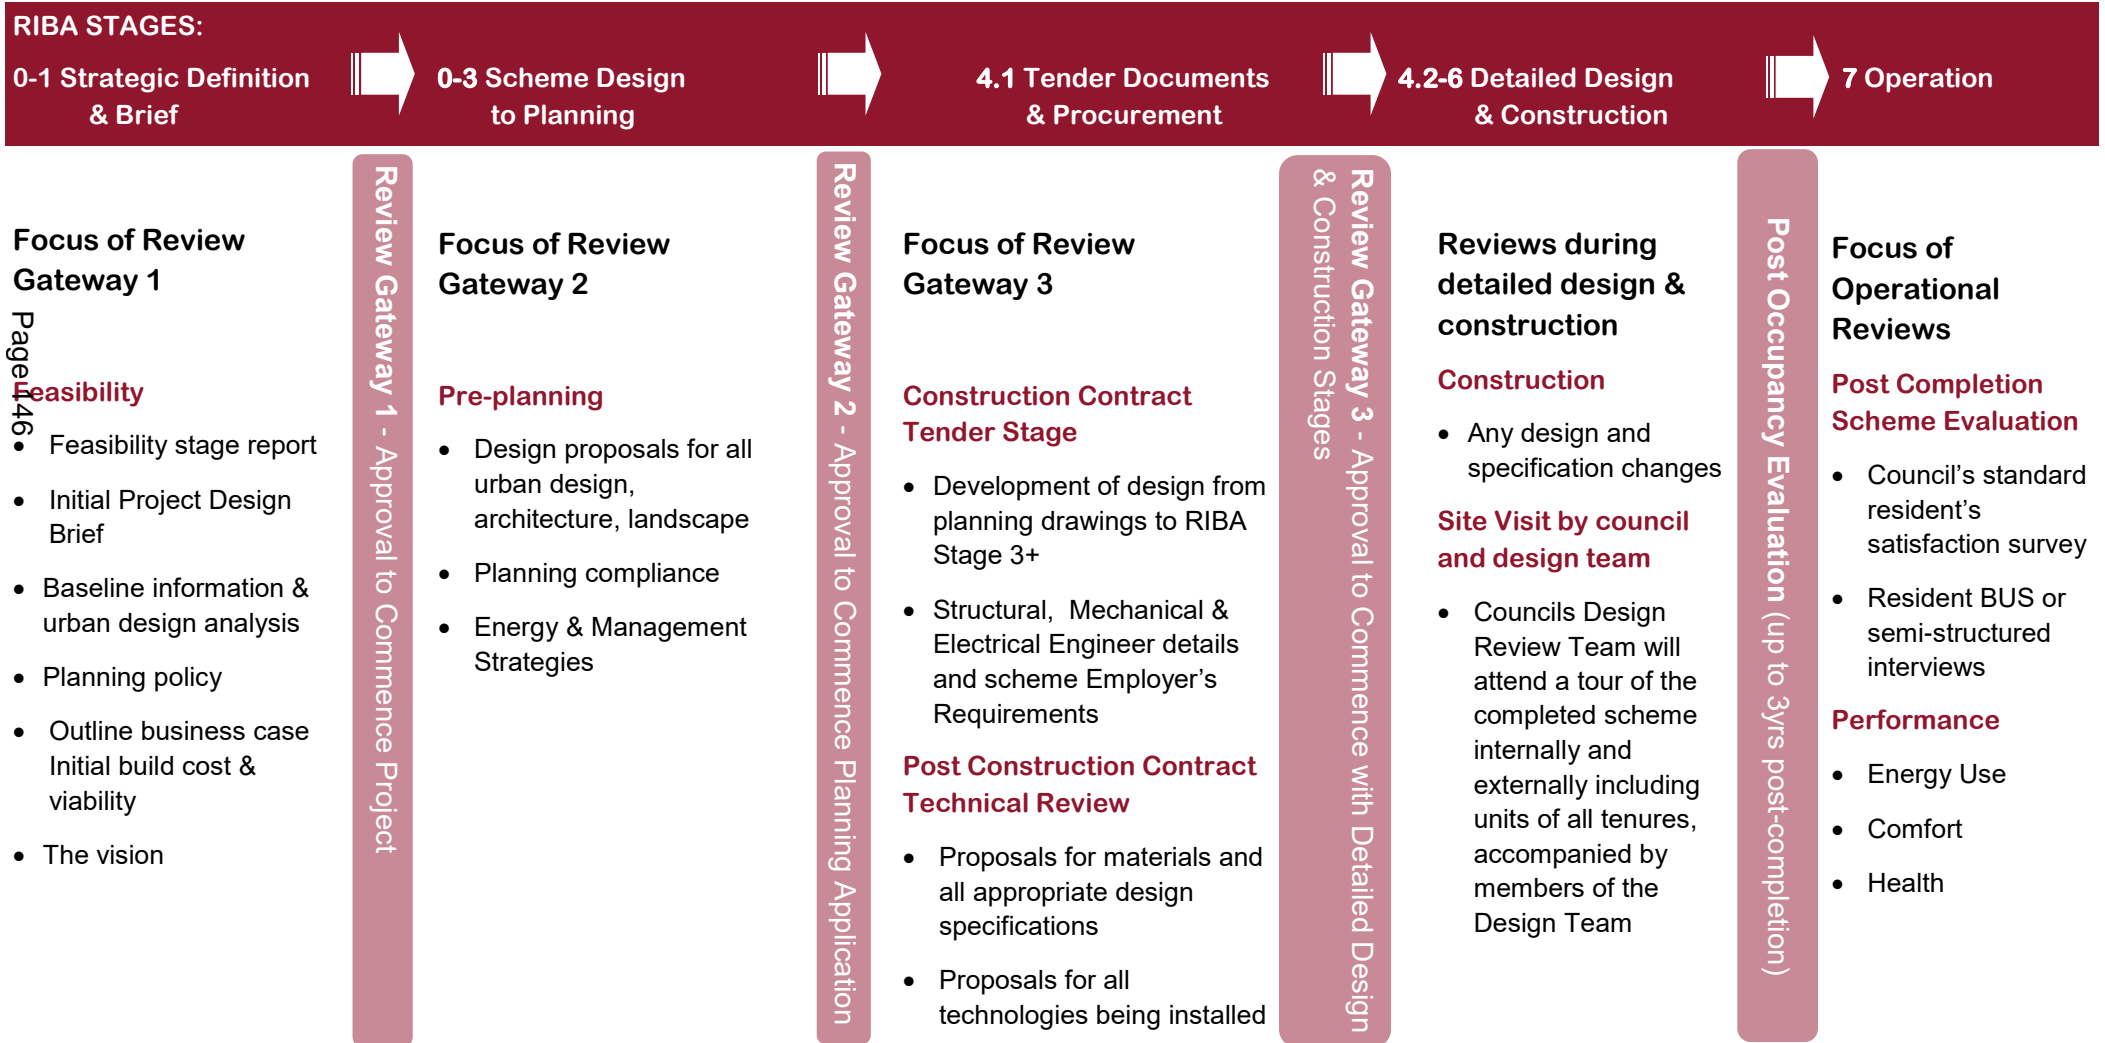 RIBA STAGES:
0-1 Strategic Definition
& Brief
0-3 Scheme Design
to Planning
4.1 Tender Documents
& Procurement
4.2-6 Detailed Design
& Construction
7 Operation
Focus of Review
Gateway 1
Page 146
Feasibility
• Feasibility stage report
• Initial Project Design
Brief
• Baseline information &
urban design analysis
• Planning policy
• Outline business case
Initial build cost &
viability
• The vision
Review Gateway 1 - Approval to Commence Project
Focus of Review
Gateway 2
Pre-planning
• Design proposals for all
urban design,
architecture, landscape
• Planning compliance
• Energy & Management
Strategies
Review Gateway 2 - Approval to Commence Planning Application
Focus of Review
Gateway 3
Construction Contract
Tender Stage
• Development of design from
planning drawings to RIBA
Stage 3+
• Structural, Mechanical &
Electrical Engineer details
and scheme Employer’s
Requirements
Post Construction Contract
Technical Review
• Proposals for materials and
all appropriate design
specifications
• Proposals for all
technologies being installed
Review Gateway 3 - Approval to Commence with Detailed Design
& Construction Stages
Reviews during
detailed design &
construction
Construction
• Any design and
specification changes
Site Visit by council
and design team
• Councils Design
Review Team will
attend a tour of the
completed scheme
internally and
externally including
units of all tenures,
accompanied by
members of the
Design Team
Post Occupancy Evaluation (up to 3yrs post-completion)
Focus of
Operational
Reviews
Post Completion
Scheme Evaluation
• Council’s standard
resident’s
satisfaction survey
• Resident BUS or
semi-structured
interviews
Performance
• Energy Use
• Comfort
• Health